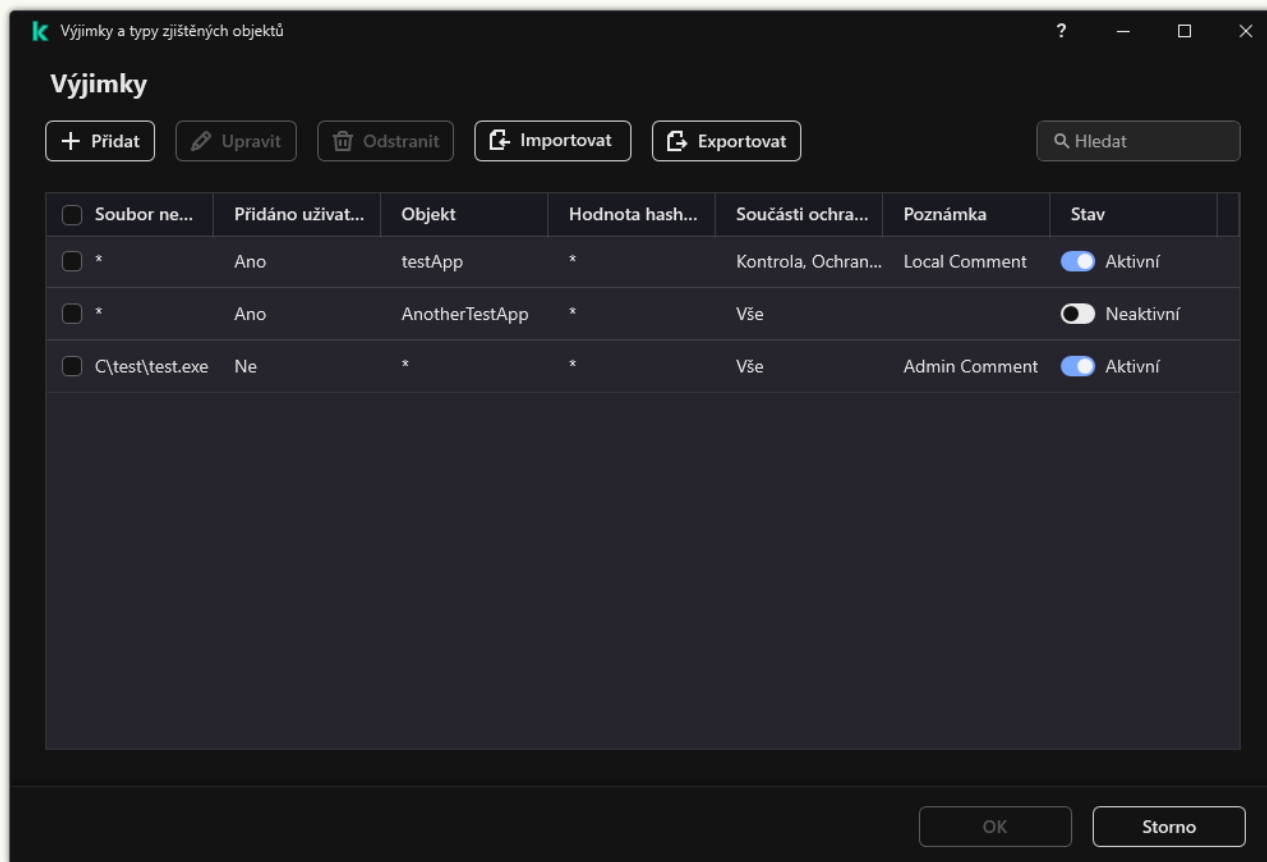 Výjimky a typy zjištěných objektů
?
Výjimky
Přidat Upravit Odstranit Importovat Exportovat Hledat
Soubor ne... Přidáno uživat... Objekt Hodnota hash... Součásti ochra... Poznámka Stav
* Ano testApp * Kontrola, Ochran... Local Comment Aktivní
* Ano AnotherTestApp * Vše Neaktivní
C\test\test.exe Ne * * Vše Admin Comment Aktivní
OK Storno